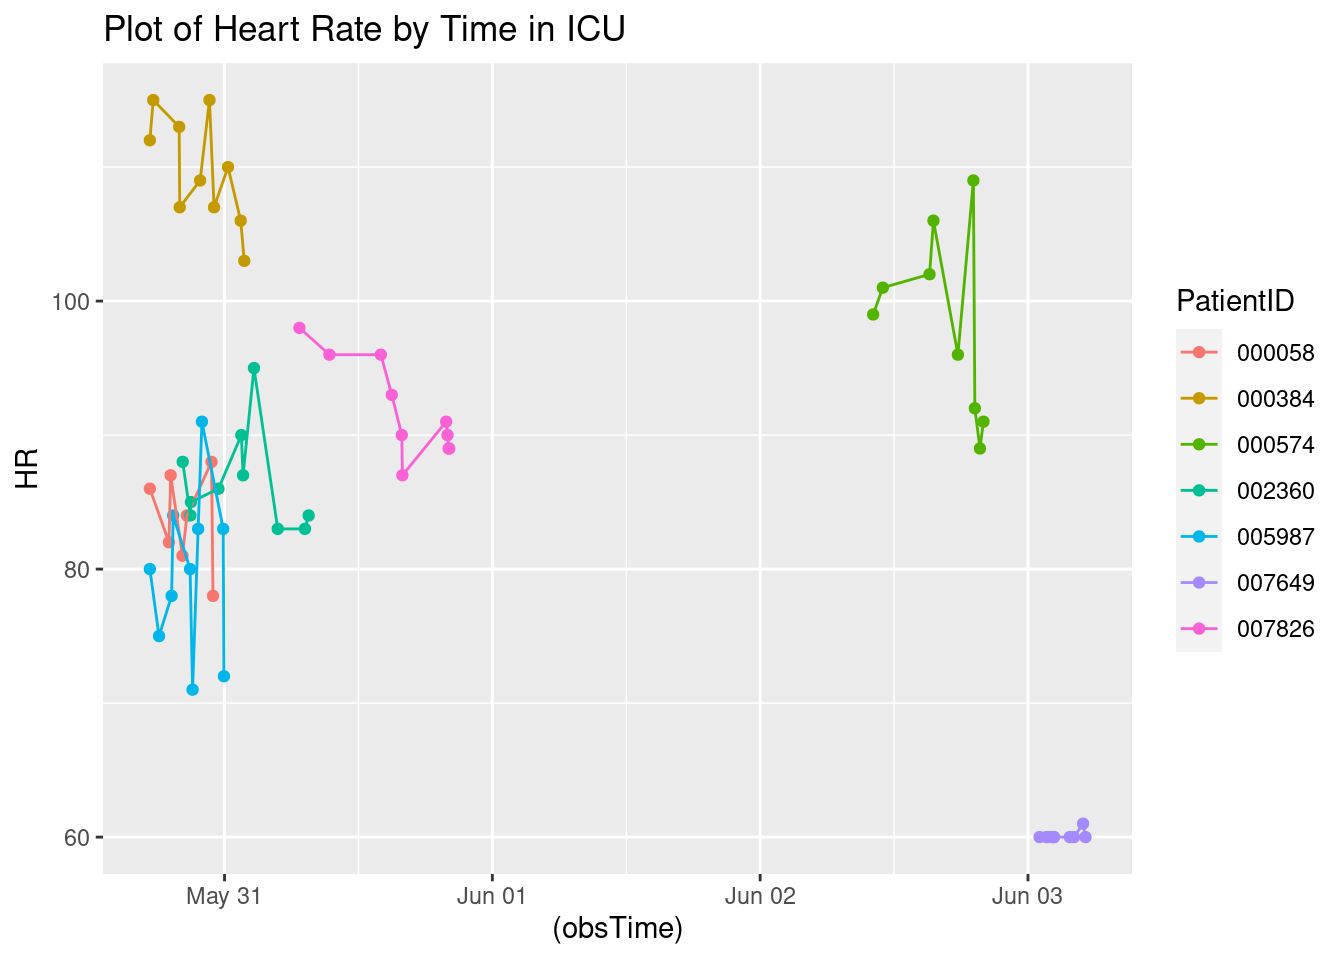 Plot of Heart Rate by Time in ICU
HR
100
80
60
May 31
Jun 01
Jun 02
Jun 03
(obsTime)
PatientID
000058
000384
000574
002360
005987
007649
007826